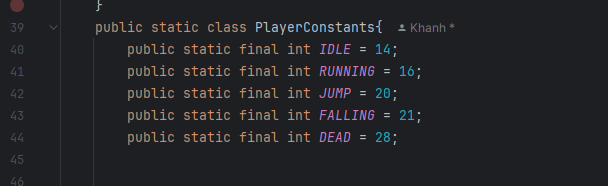 }
39 public static class PlayerConstants{ Khanh *
40 public static final int IDLE = 14;
41 public static final int RUNNING = 16;
42 public static final int JUMP = 20;
43 public static final int FALLING = 21;
44 public static final int DEAD = 28;
45
46